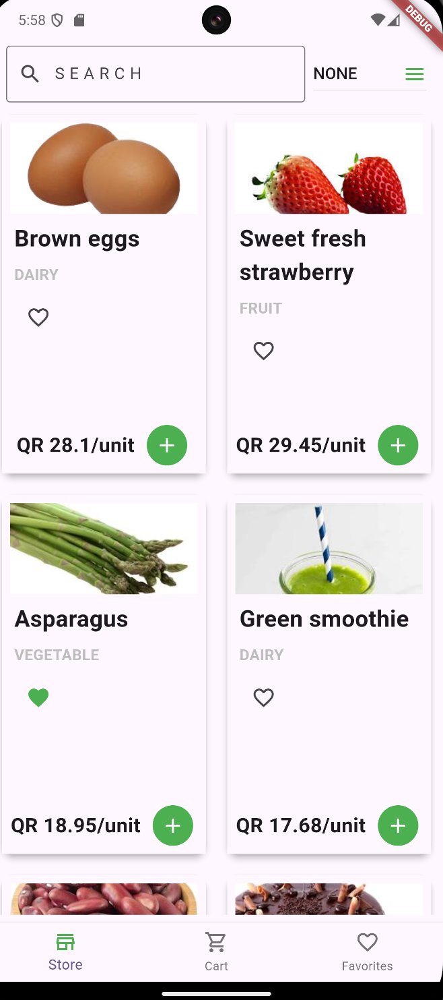 5:58
DEBUG
SEARCH
NONE
Brown eggs
DAIRY
QR 28.1/unit
Sweet fresh
strawberry
FRUIT
QR 29.45/unit
Asparagus
VEGETABLE
QR 18.95/unit
Green smoothie
DAIRY
QR 17.68/unit
Store
Cart
Favorites